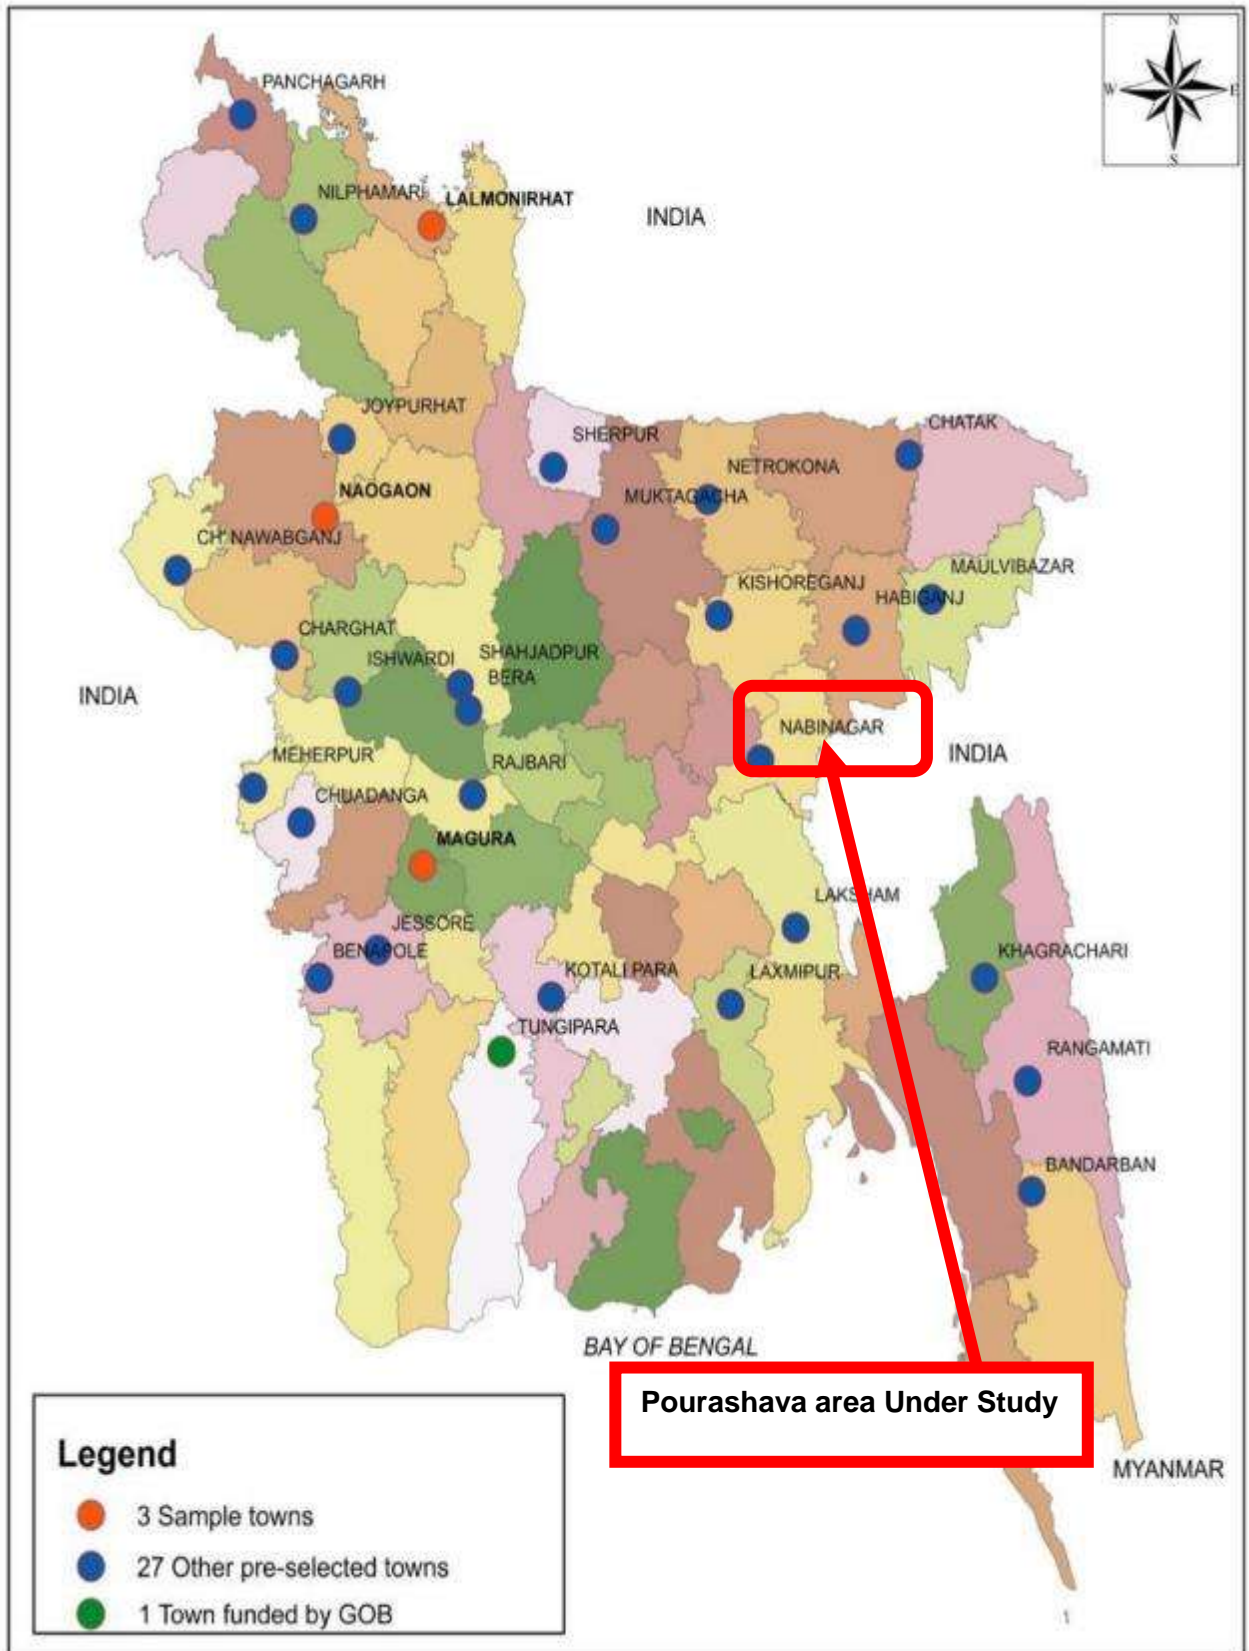 N
W
E
S
PANCHAGARH
NILPHAMARI
LALMONIRHAT
INDIA
JOYPURHAT
SHERPUR
CHATAK
NETROKONA
NAOGAON
MUKTAGACHA
CH' NAWABGANJ
MAULVIBAZAR
KISHOREGANJ
HABIGANJ
CHARGHAT
ISHWARDI
SHAHJADPUR
BERA
INDIA
NABINAGAR
INDIA
MEHERPUR
RAJBARI
CHUADANGA
MAGURA
LAKSHAM
JESSORE
BENAPOLE
KHAGRACHARI
KOTALI PARA
LAXMIPUR
TUNGIPARA
RANGAMATI
BANDARBAN
BAY OF BENGAL
Pourashava area Under Study
MYANMAR
Legend
3 Sample towns
27 Other pre-selected towns
1 Town funded by GOB
1